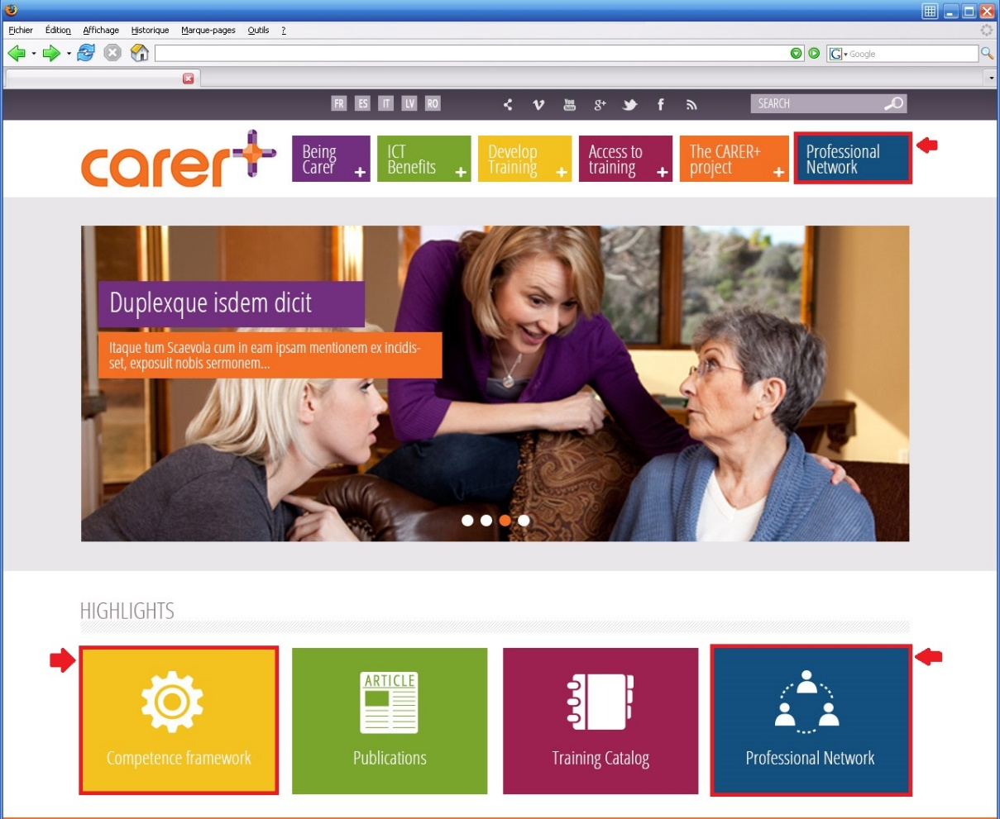 Fichier Édition Affichage Historique Marque-pages Outils ?
G Google
FR ES IT LV RO
You Tube
g+
f
SEARCH
carer+
Being
Carer +
ICT
Benefits +
Develop
Training +
Access to
training +
The CARER+
project +
Professional
Network
Duplexque isdem dicit
Itaque tum Scaevola cum in eam ipsam mentionem ex incidis-
set, exposuit nobis sermonem...
HIGHLIGHTS
ARTICLE
Competence framework
Publications
Training Catalog
Professional Network